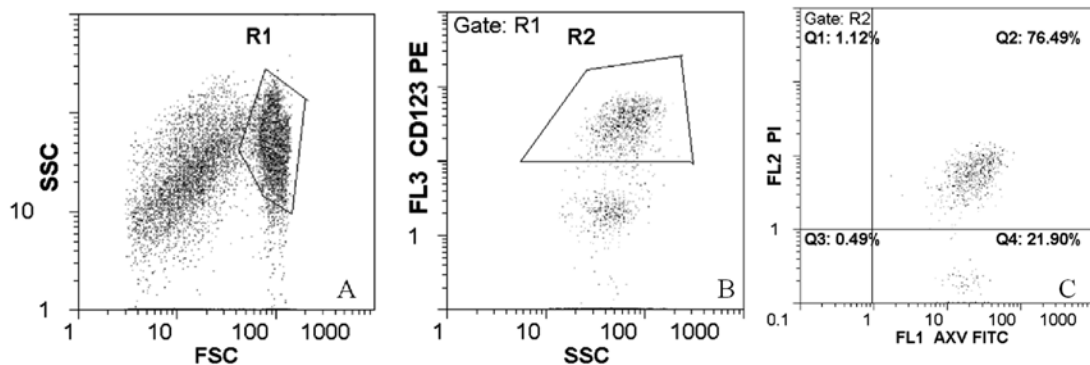 R1
SSC
10
1
A
1 10 100 1000
FSC
Gate: R1
R2
FL3 CD123 PE
1
B
1 10 100 1000
SSC
Gate: R2
Q1: 1.12% Q2: 76.49%
FL2 PI
1
Q3: 0.49% Q4: 21.90%
C
0.1
0.1 1 10 100 1000
FL1 AXV FITC